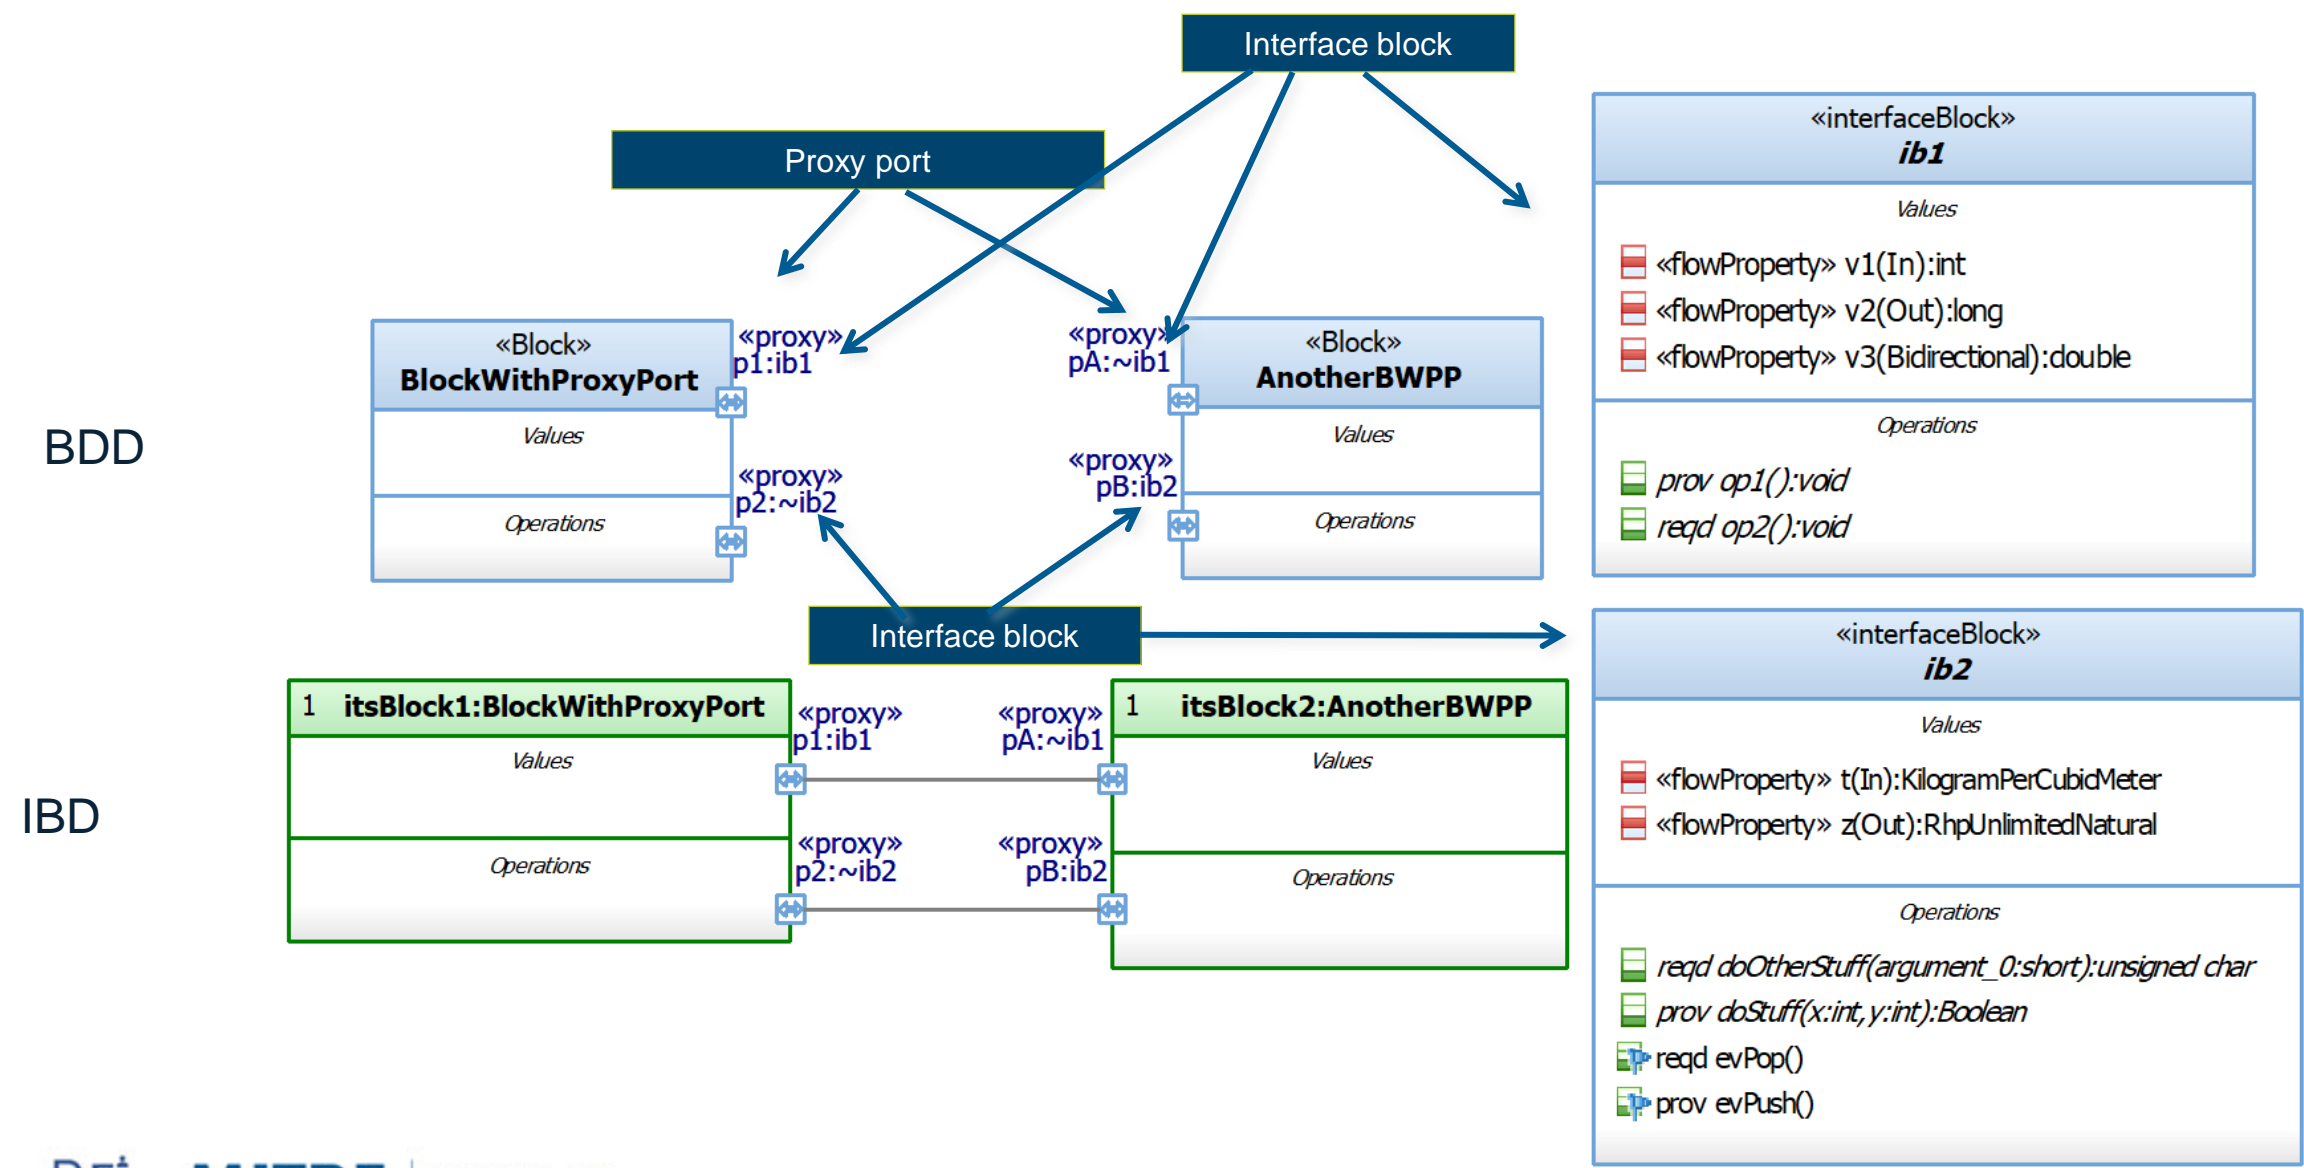 Interface block
Proxy port
BDD
«Block»
BlockWithProxyPort
Values
Operations
«proxy»
p1:ib1
«proxy»
p2:~ib2
«proxy»
pA:~ib1
«proxy»
pB:ib2
«Block»
AnotherBWPP
Values
Operations
Interface block
«interfaceBlock»
ib1
Values
«flowProperty» v1(In):int
«flowProperty» v2(Out):long
«flowProperty» v3(Bidirectional):double
Operations
prov op1():void
reqd op2():void
IBD
1 itsBlock1:BlockWithProxyPort
Values
Operations
«proxy»
p1:ib1
«proxy»
p2:~ib2
«proxy»
pA:~ib1
«proxy»
pB:ib2
1 itsBlock2:AnotherBWPP
Values
Operations
«interfaceBlock»
ib2
Values
«flowProperty» t(In):KilogramPerCubicMeter
«flowProperty» z(Out):RhpUnlimitedNatural
Operations
reqd doOtherStuff(argument_0:short):unsigned char
prov doStuff(x:int,y:int):Boolean
reqd evPop()
prov evPush()